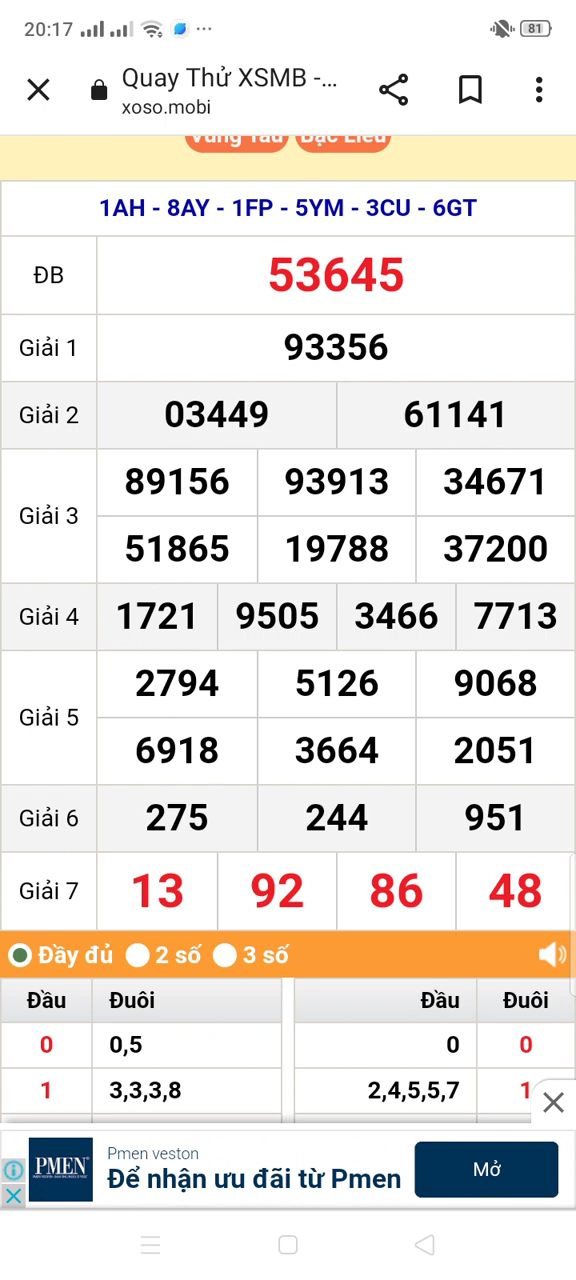 20:17
81
Quay Thử XSMB -...
xoso.mobi
Vũng Tàu Bạc Liêu
1AH - 8AY - 1FP - 5YM - 3CU - 6GT
ĐB 53645
Giải 1 93356
Giải 2 03449 61141
Giải 3
89156 93913 34671
51865 19788 37200
Giải 4 1721 9505 3466 7713
Giải 5
2794 5126 9068
6918 3664 2051
Giải 6 275 244 951
Giải 7 13 92 86 48
Đầy đủ 2 số 3 số
Đầu Đuôi Đầu Đuôi
0 0,5 0 0
1 3,3,3,8 2,4,5,5,7 1
PMEN
Pmen veston
Để nhận ưu đãi từ Pmen
Mở